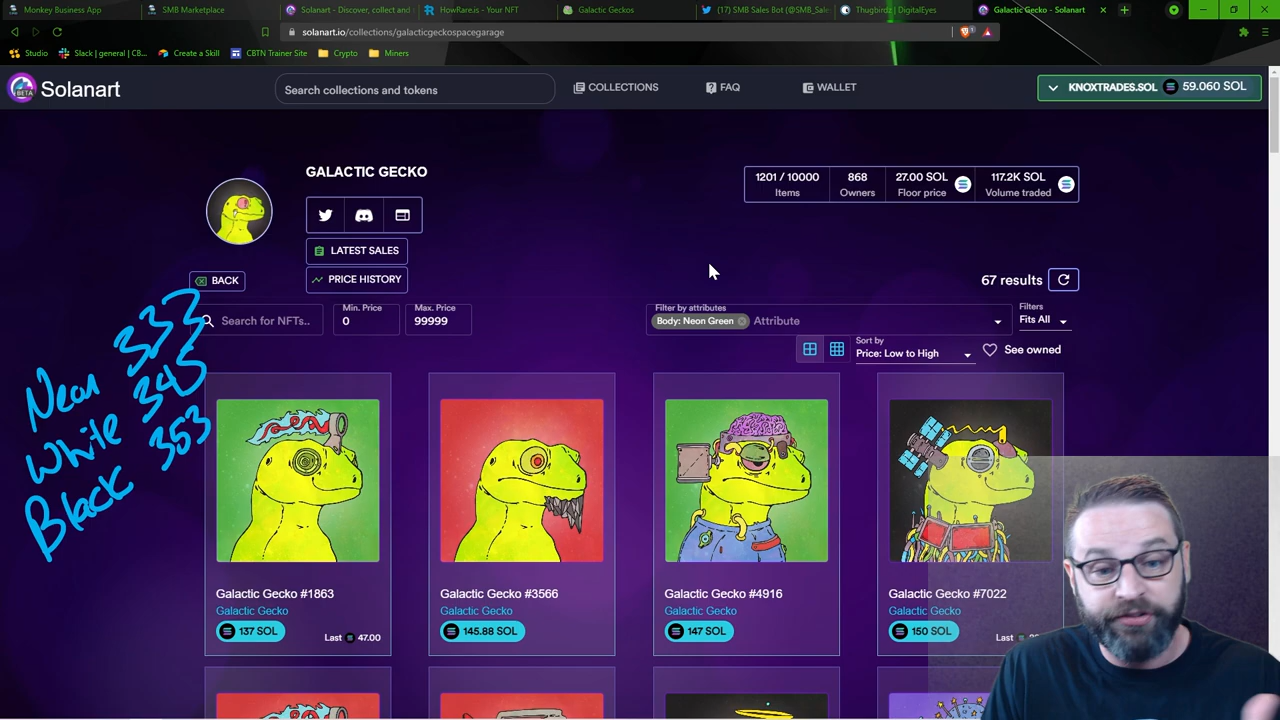 Monkey Business App
SMB Marketplace
Solanart - Discover, collect and
HowRare.is - Your NFT
Galactic Geckos
(17) SMB Sales Bot (@SMB_Sale
Thugbirdz | DigitalEyes
Galactic Gecko - Solanart
solanart.io/collections/galacticgeckospacegarage
Studio
Slack | general | CB...
Create a Skill
CBTN Trainer Site
Crypto
Miners
BETA
Solanart
Search collections and tokens
COLLECTIONS
FAQ
WALLET
KNOXTRADES.SOL 59.060 SOL
GALACTIC GECKO
1201 / 10000
Items
868
Owners
27.00 SOL
Floor price
117.2K SOL
Volume traded
LATEST SALES
PRICE HISTORY
BACK
67 results
Search for NFTs..
Min. Price
0
Max. Price
99999
Filter by attributes
Body: Neon Green
Attribute
Filters
Fits All
Sort by
Price: Low to High
See owned
Neon 333
White 345
Black 353
Galactic Gecko #1863
Galactic Gecko
137 SOL
Last 47.00
Galactic Gecko #3566
Galactic Gecko
145.88 SOL
Galactic Gecko #4916
Galactic Gecko
147 SOL
Galactic Gecko #7022
Galactic Gecko
150 SOL
Last